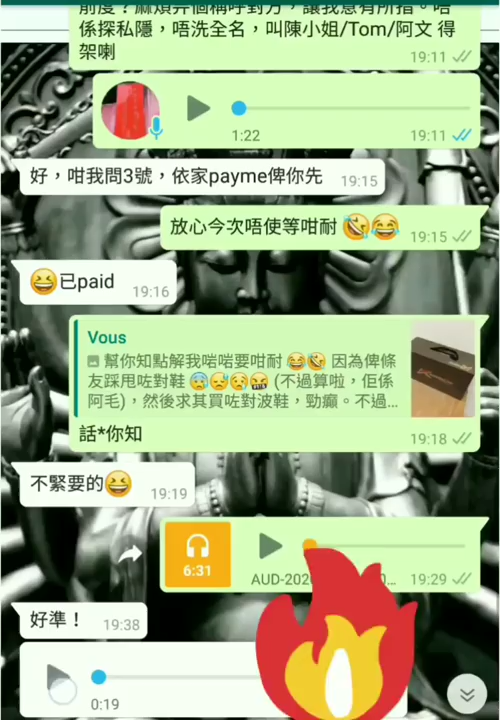 前度？麻煩畀個稱呼對方，讓我意有所指。唔
係探私隱，唔洗全名，叫陳小姐/Tom/阿文 得
架喇
19:11
1:22
19:11
好，咁我問3號，依家payme俾你先
19:15
放心今次唔使等咁耐 🤣😂
19:15
😆已paid
19:16
Vous
幫你知點解我啱啱要咁耐 😂🤣 因為俾條
友踩甩咗對鞋
(不過算啦，佢係
阿毛)，然後求其買咗對波鞋，勁癲。不過...
話*你知
19:18
不緊要的😆
19:19
6:31
AUD-202
19:29
好準！
19:38
0:19